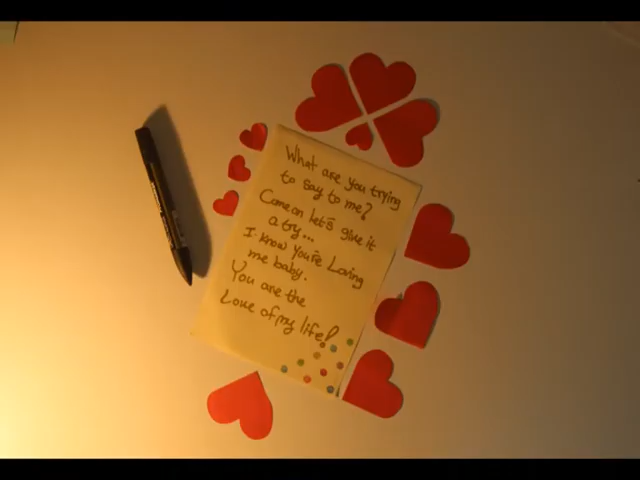 What are you trying
to say to me?
Come on let's give it
a try...
I know you're Loving
me baby.
You are the
Love of my life!